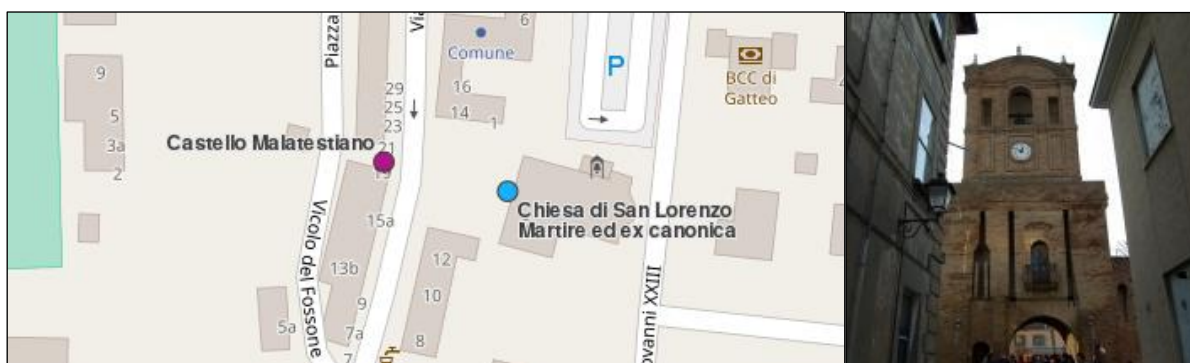 Piazza
Via
6
Comune
9
5
3a
2
16
14
1
29
25
23
21
P
BCC di
Gatteo
Castello Malatestiano
15a
Chiesa di San Lorenzo
Martire ed ex canonica
Vicolo del Fossone
13b
12
10
8
9
7a
7
5a
ovanni XXIII